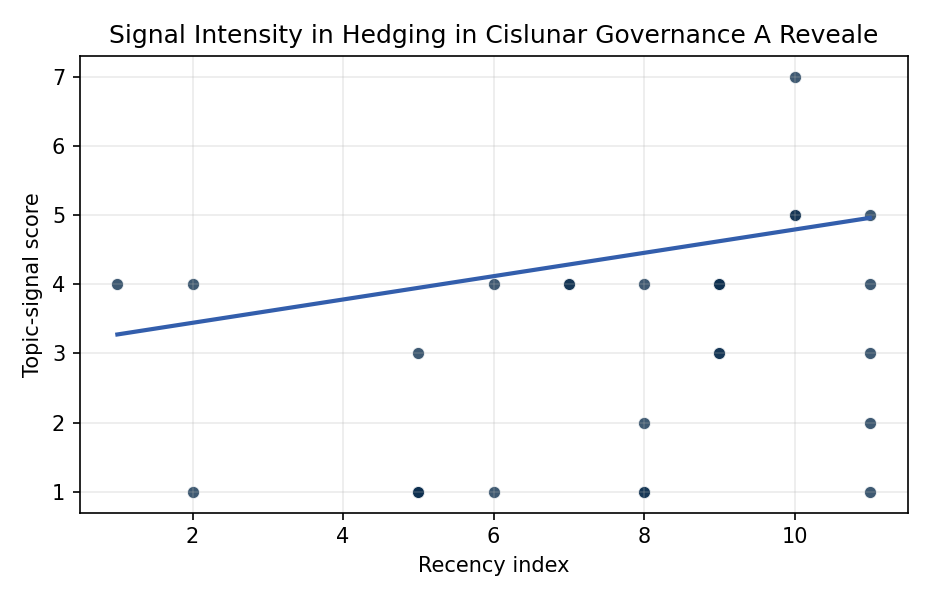 Signal Intensity in Hedging in Cislunar Governance A Reveale
Topic-signal score
7
6
5
4
3
2
1
2 4 6 8 10
Recency index